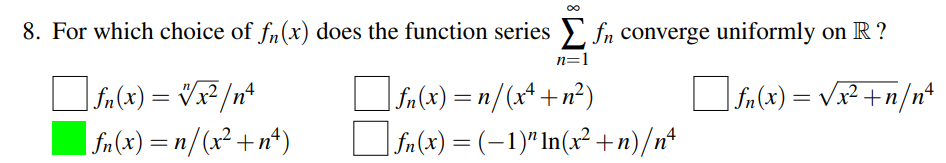 8. For which choice of fₙ(x) does the function series ∑_{n=1}^{∞} fₙ converge uniformly on ℝ ?
fₙ(x) = ⁿ√x²/n⁴ fₙ(x) = n/(x⁴ + n²) fₙ(x) = √(x² + n)/n⁴
fₙ(x) = n/(x² + n⁴) fₙ(x) = (−1)ⁿ ln(x² + n)/n⁴